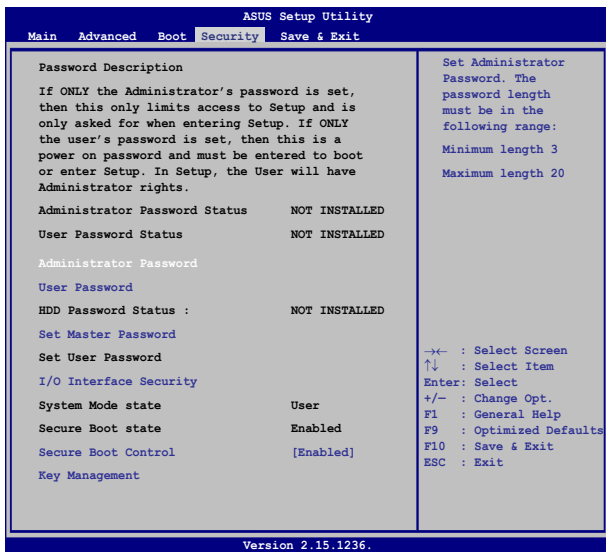 ASUS Setup Utility
Main Advanced Boot Security Save & Exit
Password Description
If ONLY the Administrator's password is set,
then this only limits access to Setup and is
only asked for when entering Setup. If ONLY
the user's password is set, then this is a
power on password and must be entered to boot
or enter Setup. In Setup, the User will have
Administrator rights.
Administrator Password Status NOT INSTALLED
User Password Status NOT INSTALLED
Administrator Password
User Password
HDD Password Status : NOT INSTALLED
Set Master Password
Set User Password
I/O Interface Security
System Mode state User
Secure Boot state Enabled
Secure Boot Control [Enabled]
Key Management
Set Administrator
Password. The
password length
must be in the
following range:
Minimum length 3
Maximum length 20
→← : Select Screen
↑↓ : Select Item
Enter: Select
+/— : Change Opt.
F1 : General Help
F9 : Optimized Defaults
F10 : Save & Exit
ESC : Exit
Version 2.15.1236.